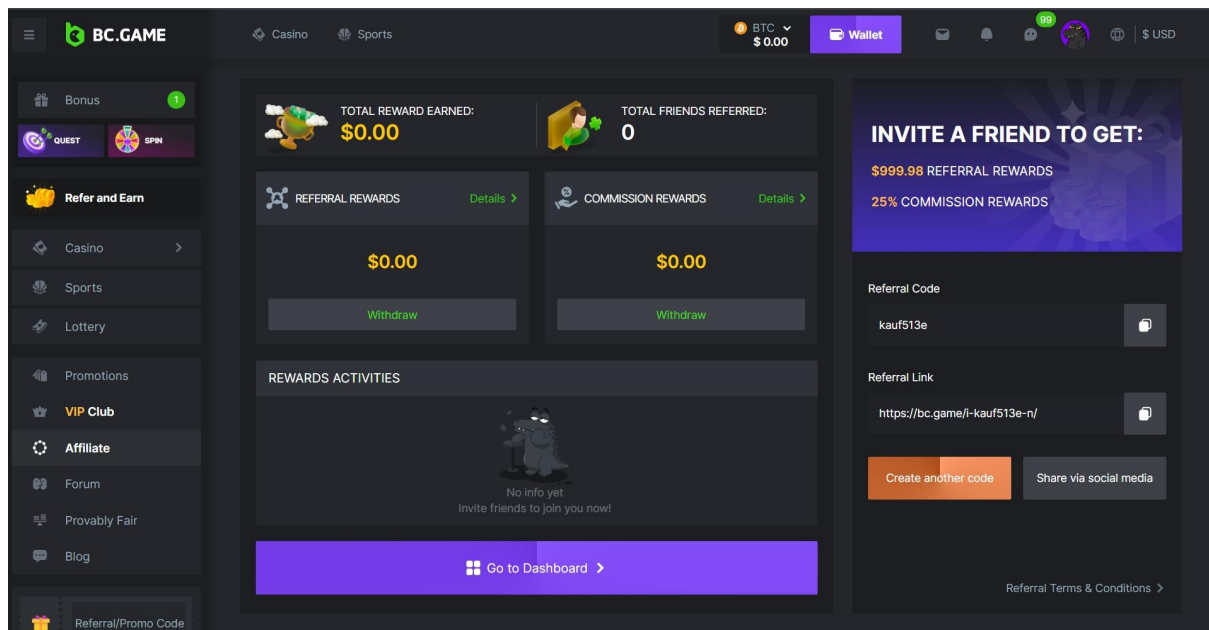 BC.GAME
Casino
Sports
BTC
$ 0.00
Wallet
99
$ USD
Bonus
1
QUEST
SPIN
Refer and Earn
Casino
Sports
Lottery
Promotions
VIP Club
Affiliate
Forum
Provably Fair
Blog
Referral/Promo Code
TOTAL REWARD EARNED:
$0.00
TOTAL FRIENDS REFERRED:
0
REFERRAL REWARDS
Details
$0.00
Withdraw
COMMISSION REWARDS
Details
$0.00
Withdraw
REWARDS ACTIVITIES
No info yet
Invite friends to join you now!
Go to Dashboard
INVITE A FRIEND TO GET:
$999.98 REFERRAL REWARDS
25% COMMISSION REWARDS
Referral Code
kauf513e
Referral Link
https://bc.game/i-kauf513e-n/
Create another code
Share via social media
Referral Terms & Conditions